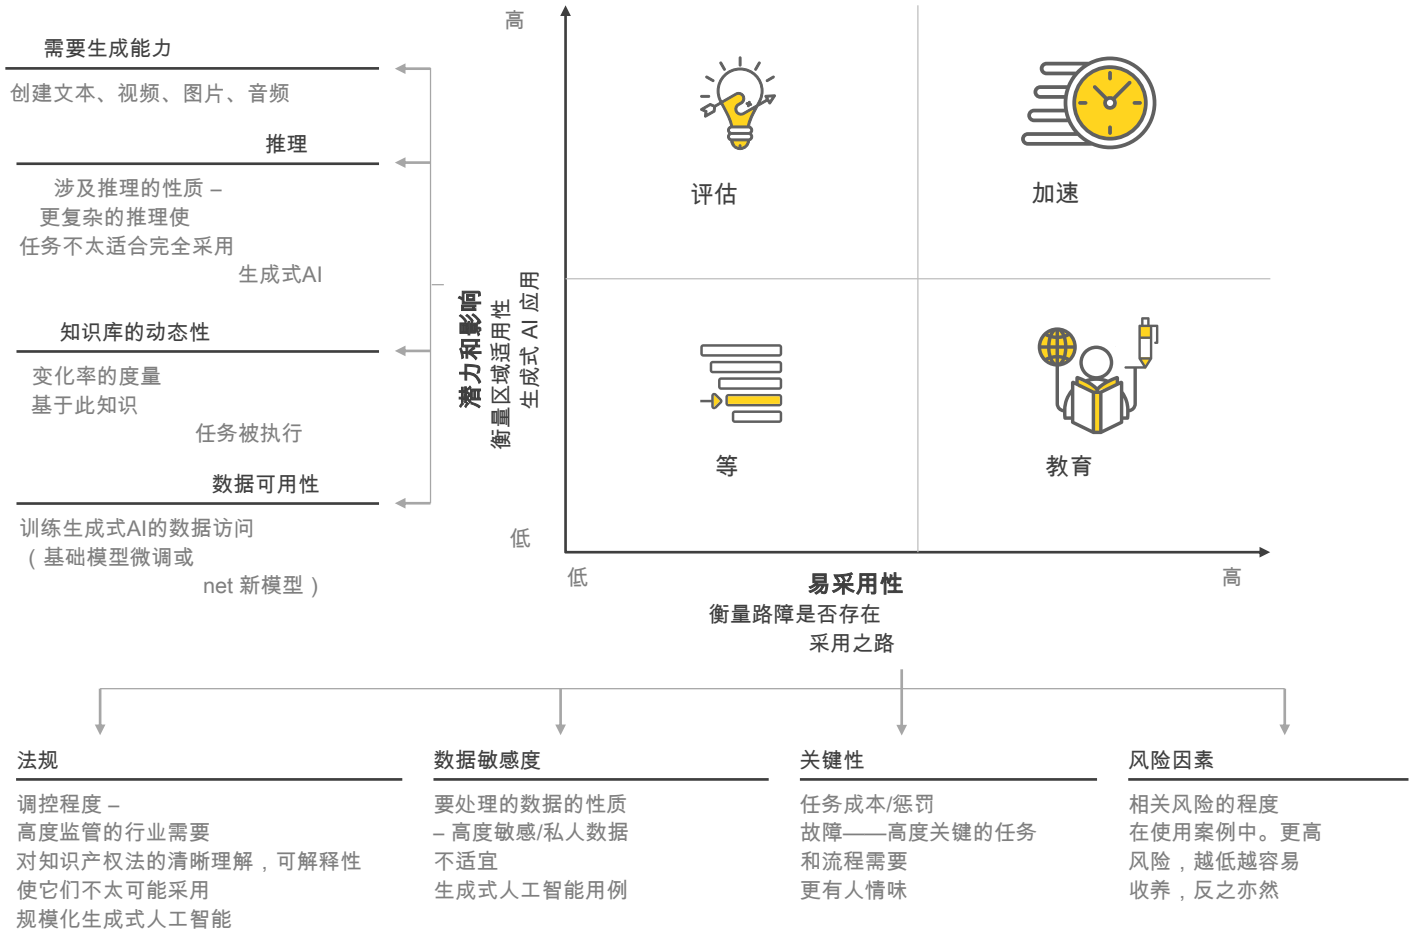 需要生成能力
创建文本、视频、图片、音频
推理
涉及推理的性质 –
更复杂的推理使
任务不太适合完全采用
生成式AI
知识库的动态性
变化率的度量
基于此知识
任务被执行
数据可用性
训练生成式AI的数据访问
（基础模型微调或
net 新模型）
高
潜力和影响
衡量区域适用性
生成式 AI 应用
低
评估
加速
等
教育
低
高
易采用性
衡量路障是否存在
采用之路
法规
调控程度 –
高度监管的行业需要
对知识产权法的清晰理解，可解释性
使它们不太可能采用
规模化生成式人工智能
数据敏感度
要处理的数据的性质
– 高度敏感/私人数据
不适宜
生成式人工智能用例
关键性
任务成本/惩罚
故障——高度关键的任务
和流程需要
更有人情味
风险因素
相关风险的程度
在使用案例中。更高
风险，越低越容易
收养，反之亦然